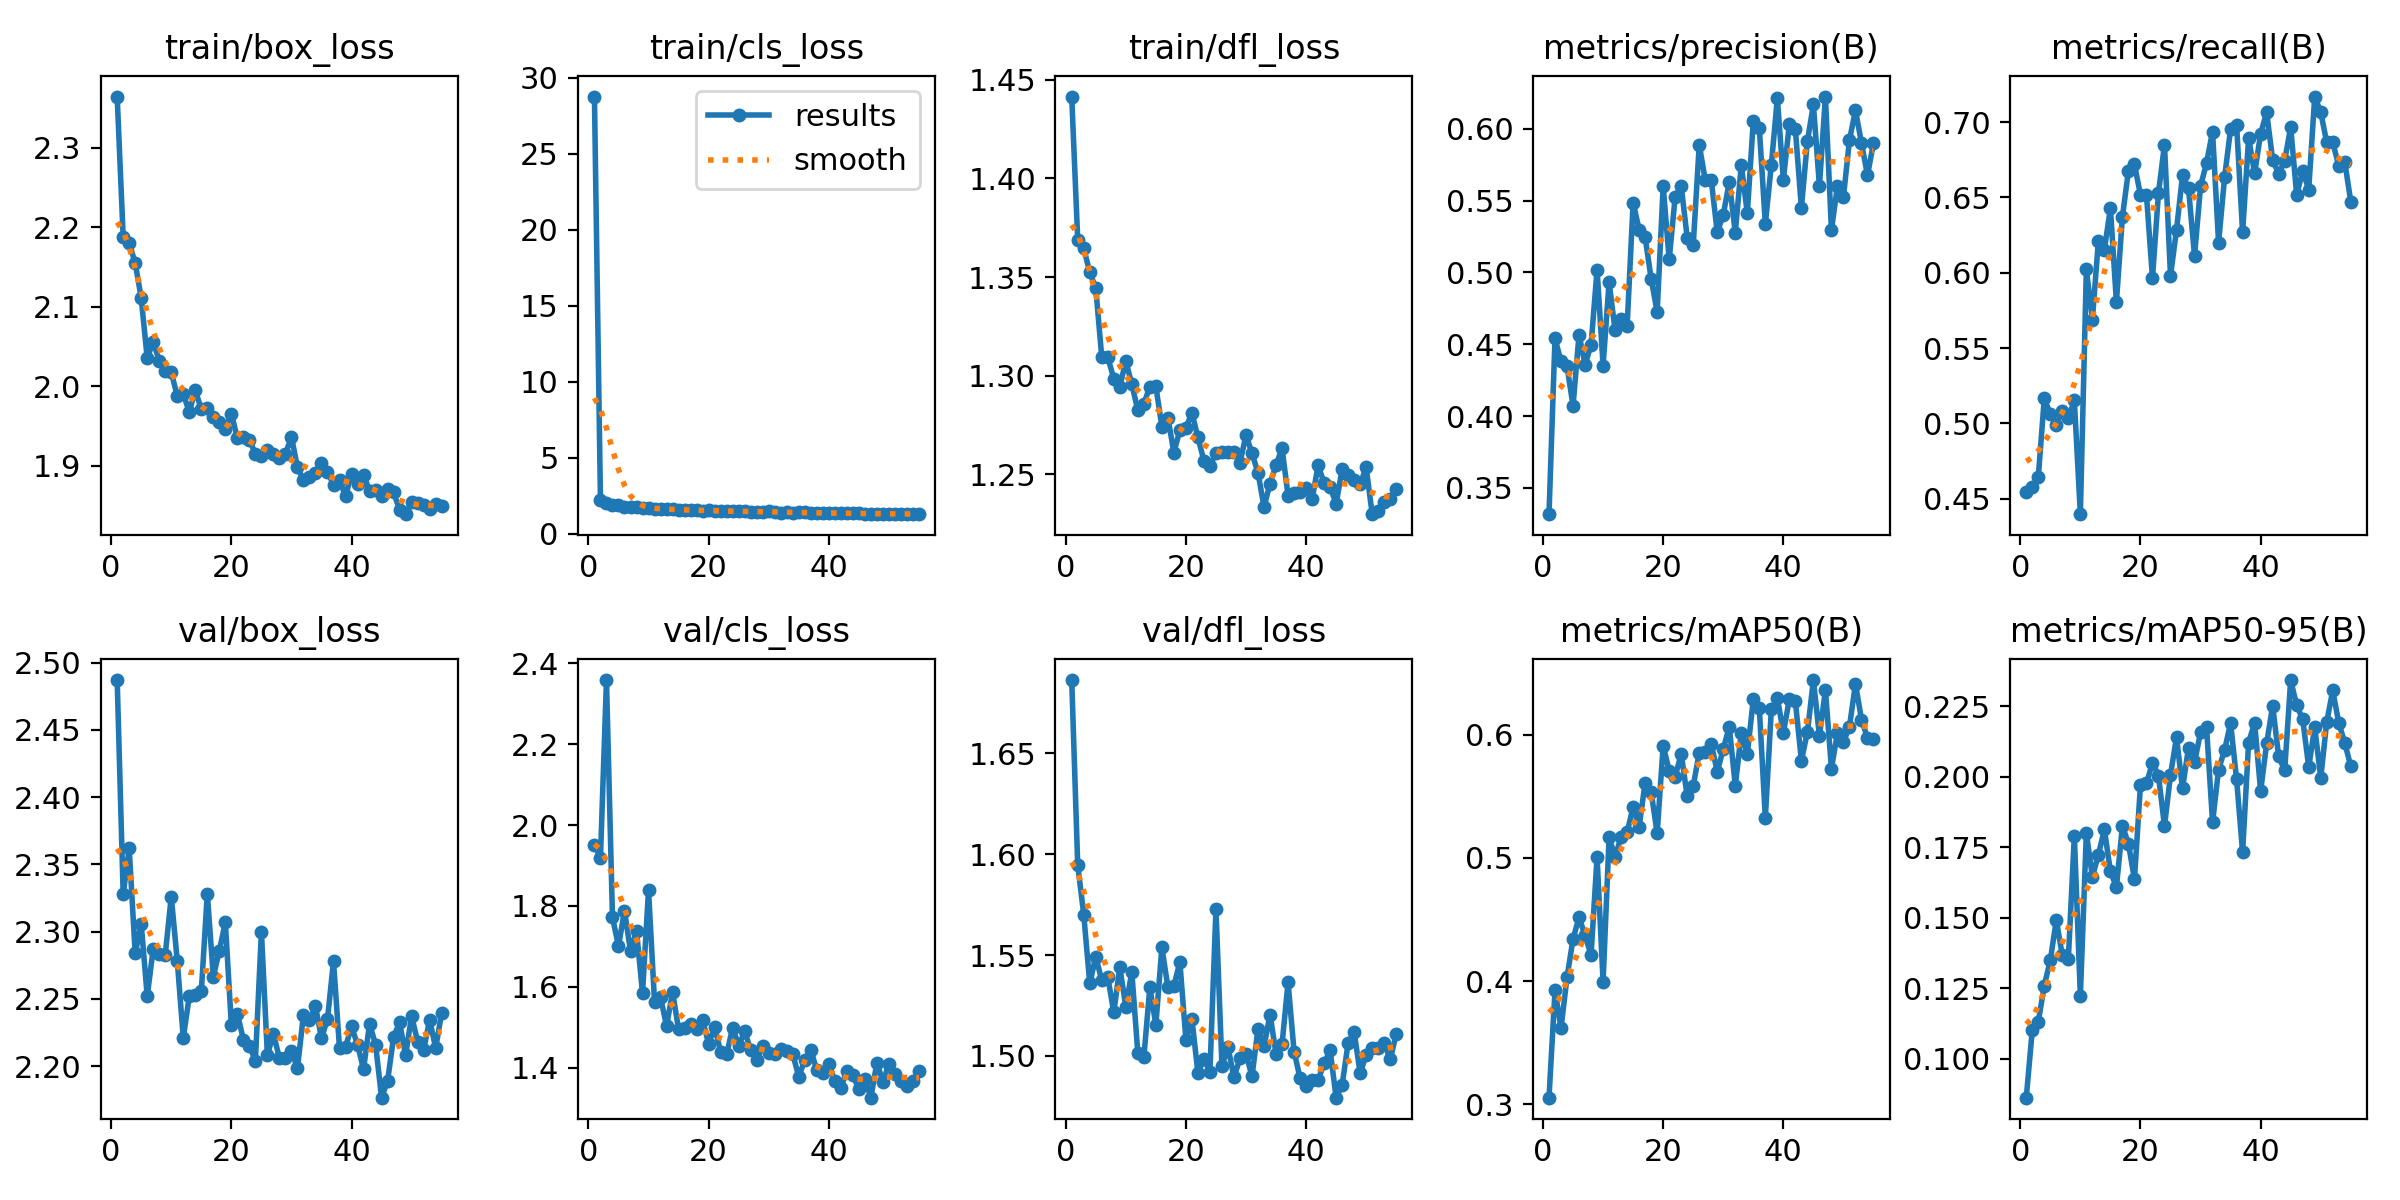 train/box_loss
train/cls_loss
train/dfl_loss
metrics/precision(B)
metrics/recall(B)
2.3
2.2
2.1
2.0
1.9
0 20 40
30
25
20
15
10
5
0
results
smooth
0 20 40
1.45
1.40
1.35
1.30
1.25
0 20 40
0.60
0.55
0.50
0.45
0.40
0.35
0 20 40
0.70
0.65
0.60
0.55
0.50
0.45
0 20 40
val/box_loss
val/cls_loss
val/dfl_loss
metrics/mAP50(B)
metrics/mAP50-95(B)
2.50
2.45
2.40
2.35
2.30
2.25
2.20
0 20 40
2.4
2.2
2.0
1.8
1.6
1.4
0 20 40
1.65
1.60
1.55
1.50
0 20 40
0.6
0.5
0.4
0.3
0 20 40
0.225
0.200
0.175
0.150
0.125
0.100
0 20 40